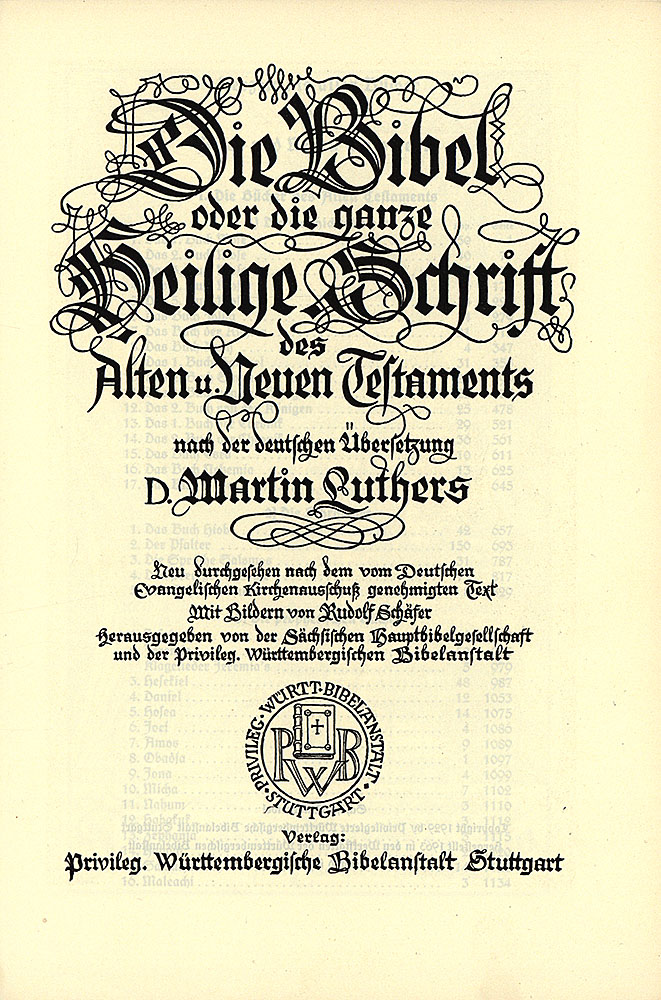 Die Bibel
oder die ganze
Heilige Schrift
des
Alten u. Neuen Testaments
nach der deutschen Übersetzung
D. Martin Luthers
Neu durchgesehen nach dem vom Deutschen
Evangelischen Kirchenausschuß genehmigten Text
Mit Bildern von Rudolf Schäfer
Herausgegeben von der Sächsischen Hauptbibelgesellschaft
und der Privileg. Württembergischen Bibelanstalt
PRIVILEG. WÜRTT. BIBELANSTALT
PWB
STUTTGART
Verlag:
Privileg. Württembergische Bibelanstalt Stuttgart